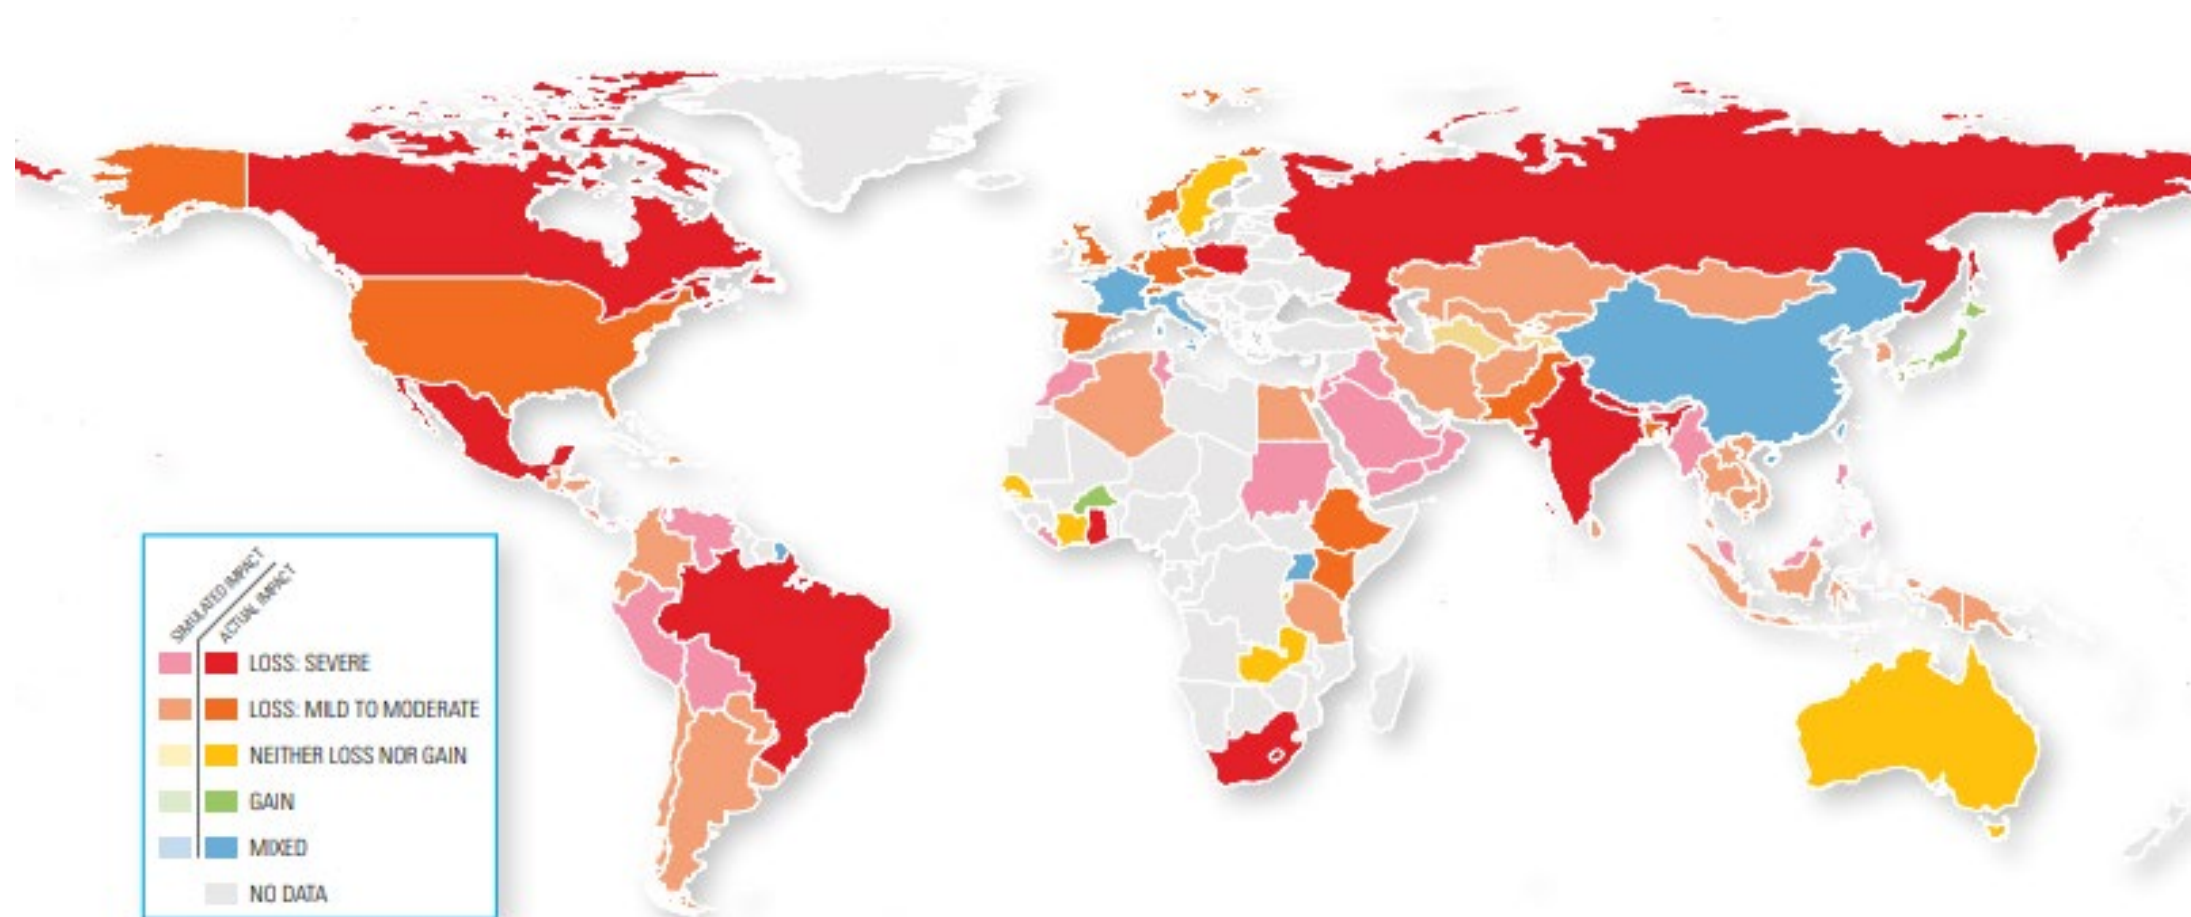 SIMULATED IMPACT
ACTUAL IMPACT
LOSS: SEVERE
LOSS: MILD TO MODERATE
NEITHER LOSS NOR GAIN
GAIN
MIXED
NO DATA